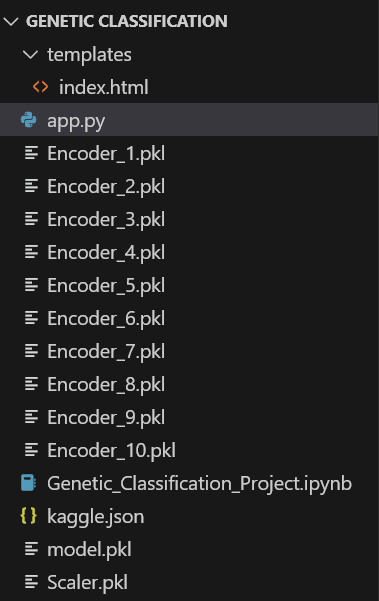 GENETIC CLASSIFICATION
templates
index.html
app.py
Encoder_1.pkl
Encoder_2.pkl
Encoder_3.pkl
Encoder_4.pkl
Encoder_5.pkl
Encoder_6.pkl
Encoder_7.pkl
Encoder_8.pkl
Encoder_9.pkl
Encoder_10.pkl
Genetic_Classification_Project.ipynb
kaggle.json
model.pkl
Scaler.pkl